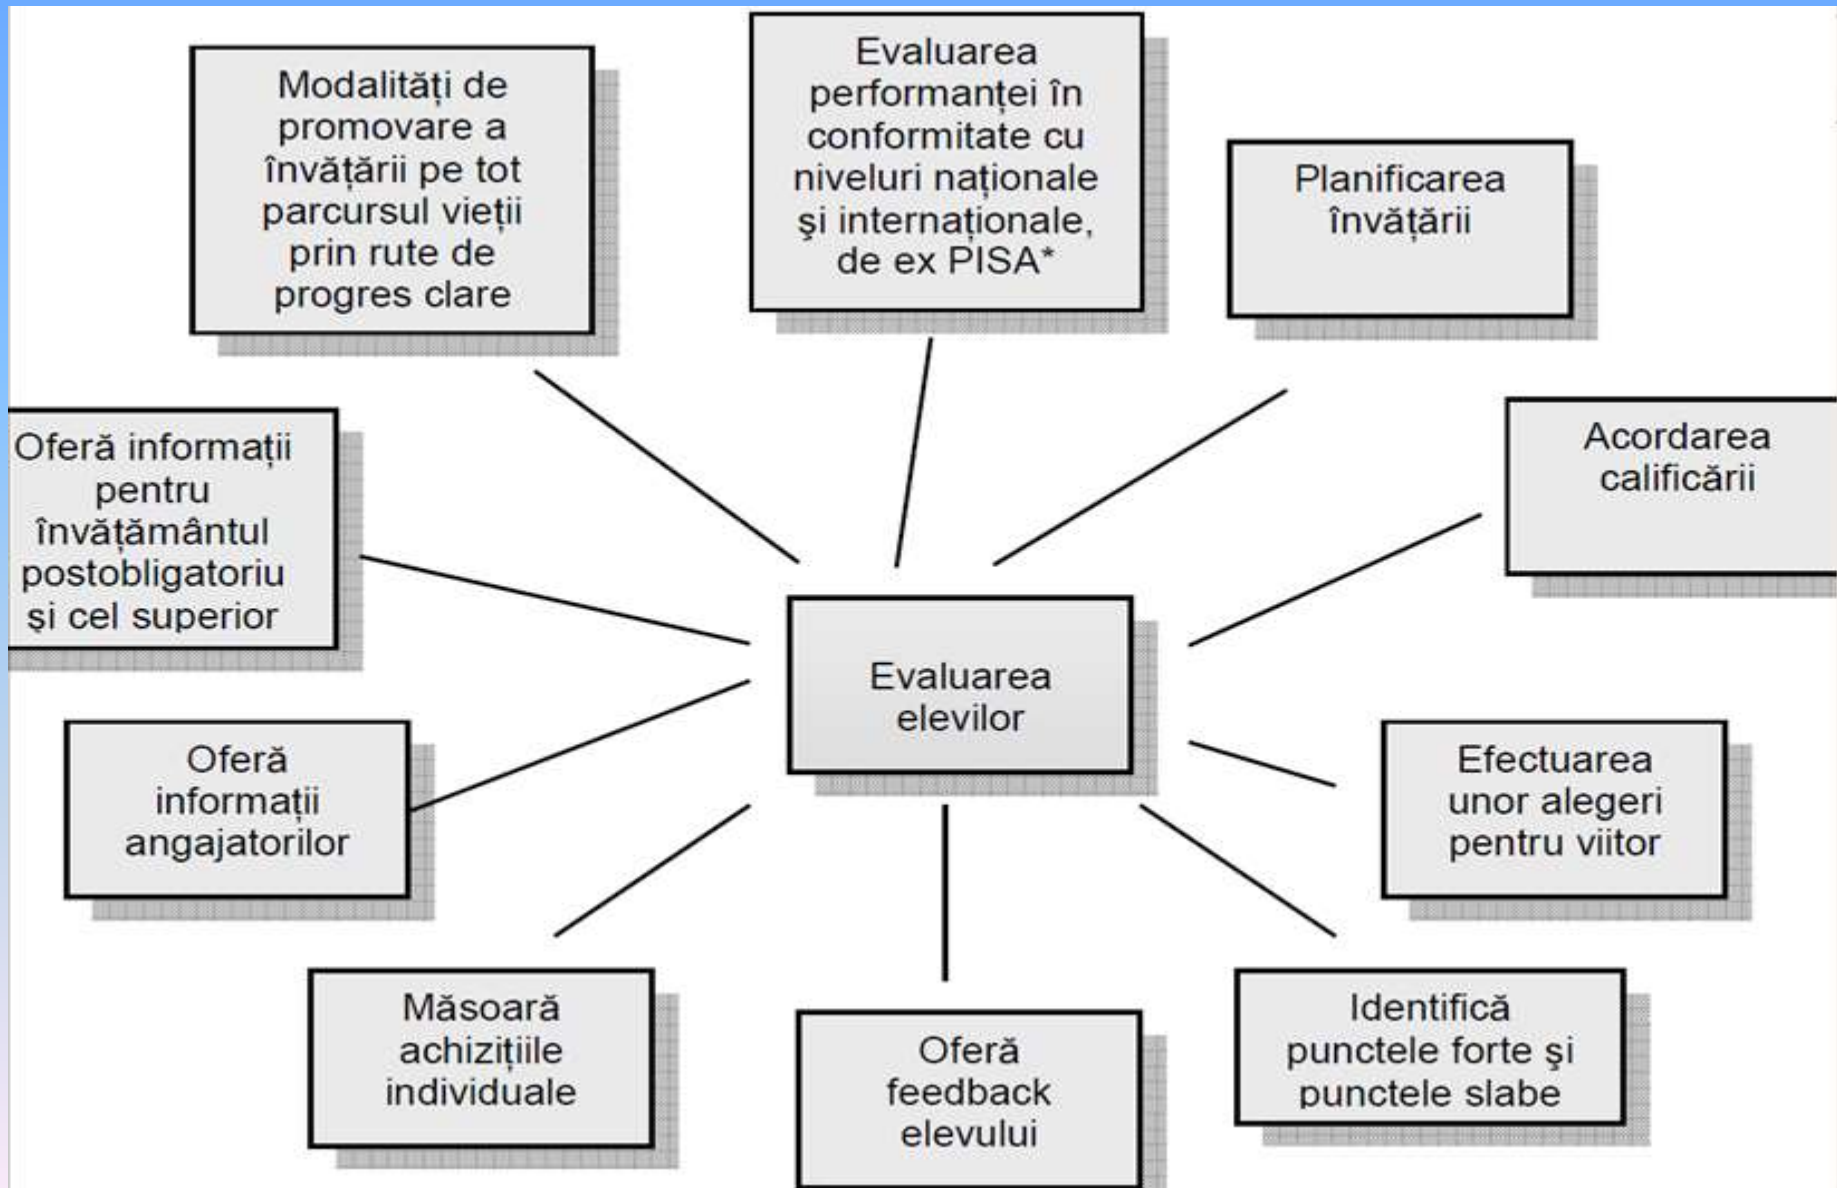 Modalități de
promovare a
învățării pe tot
parcursul vieții
prin rute de
progres clare
Evaluarea
performanței în
conformitate cu
niveluri naționale
şi internaționale,
de ex PISA*
Planificarea
învățării
Oferă informații
pentru
învățământul
postobligatoriu
şi cel superior
Acordarea
calificării
Evaluarea
elevilor
Oferă
informații
angajatorilor
Efectuarea
unor alegeri
pentru viitor
Măsoară
achizițiile
individuale
Oferă
feedback
elevului
Identifică
punctele forte şi
punctele slabe